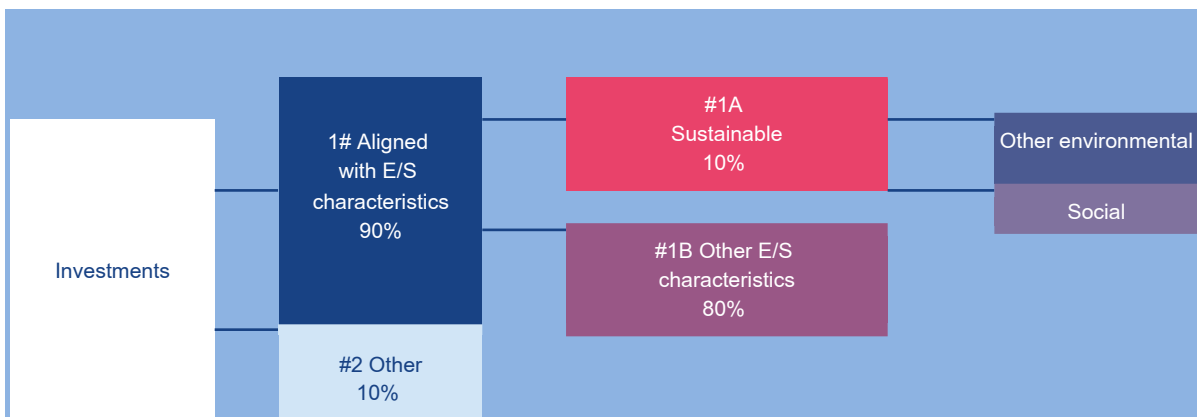 Investments
1# Aligned
with E/S
characteristics
90%
#2 Other
10%
#1A
Sustainable
10%
#1B Other E/S
characteristics
80%
Other environmental
Social